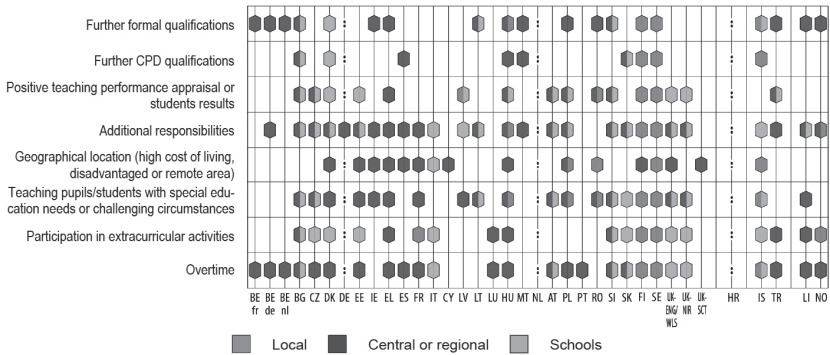 Further formal qualifications
Further CPD qualifications
Positive teaching performance appraisal or
students results
Additional responsibilities
Geographical location (high cost of living,
disadvantaged or remote area)
Teaching pupils/students with special edu-
cation needs or challenging circumstances
Participation in extracurricular activities
Overtime
BE BE BE BG CZ DK DE EE IE EL ES FR IT CY LV LT LU HU MT NL AT PL PT RO SI SK FI SE UK- UK- UK- HR IS TR LI NO
fr de nl ENG/ NIR SCT
WLS
Local Central or regional Schools